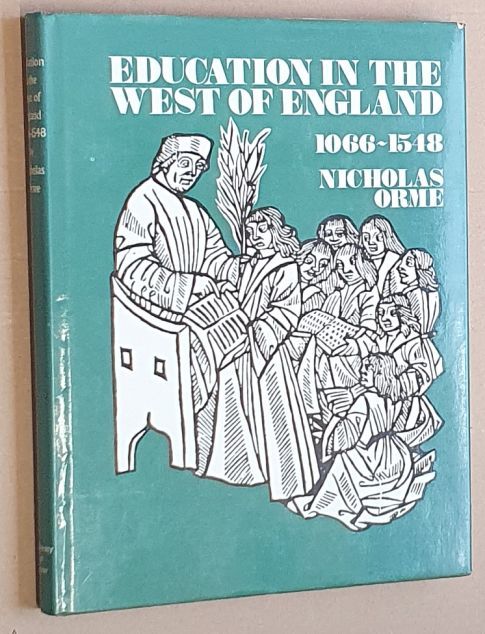 EDUCATION IN THE
WEST OF ENGLAND
1066~1548
NICHOLAS
ORME